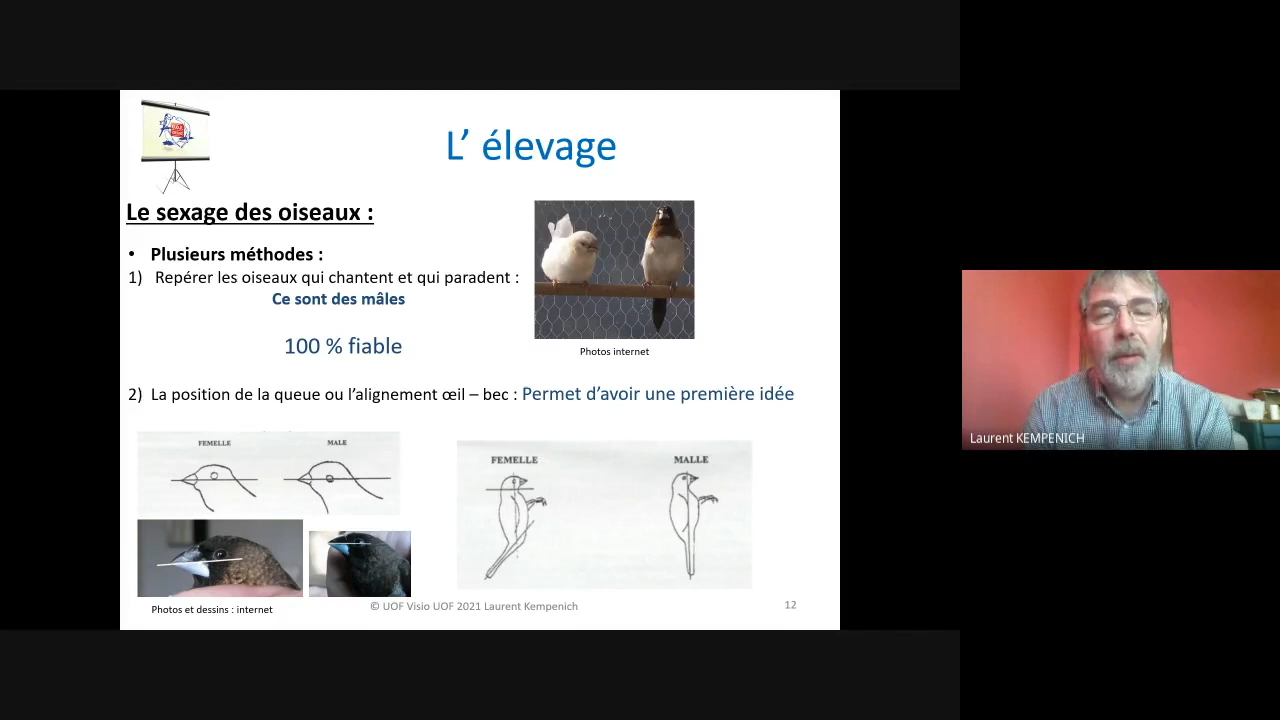 L’ élevage
Le sexage des oiseaux :
• Plusieurs méthodes :
1) Repérer les oiseaux qui chantent et qui paradent :
Ce sont des mâles
100 % fiable
Photos internet
2) La position de la queue ou l’alignement œil – bec : Permet d’avoir une première idée
FEMELLE
MALE
FEMELLE
MALLE
Photos et dessins : internet
© UOF Visio UOF 2021 Laurent Kempenich
12
Laurent KEMPENICH